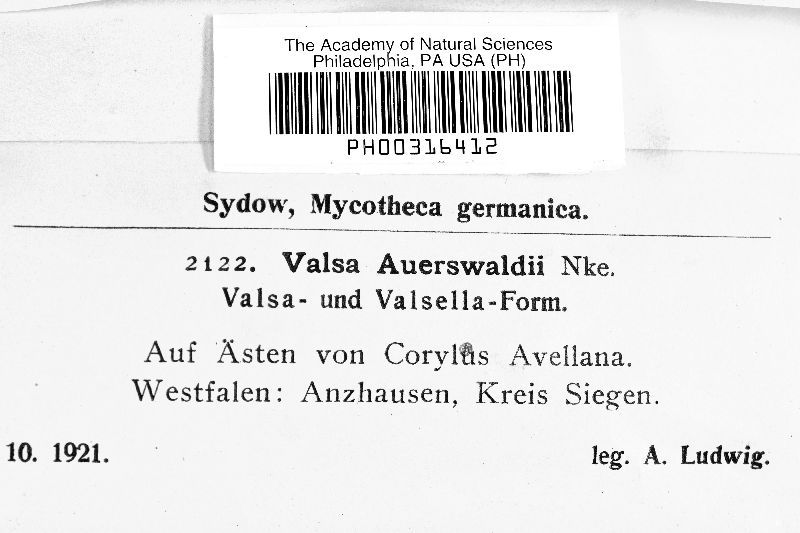 The Academy of Natural Sciences
Philadelphia, PA USA (PH)
PH00316412
Sydow, Mycotheca germanica.
2122. Valsa Auerswaldii Nke.
Valsa- und Valsella-Form.
Auf Ästen von Corylus Avellana.
Westfalen: Anzhausen, Kreis Siegen.
10. 1921. leg. A. Ludwig.